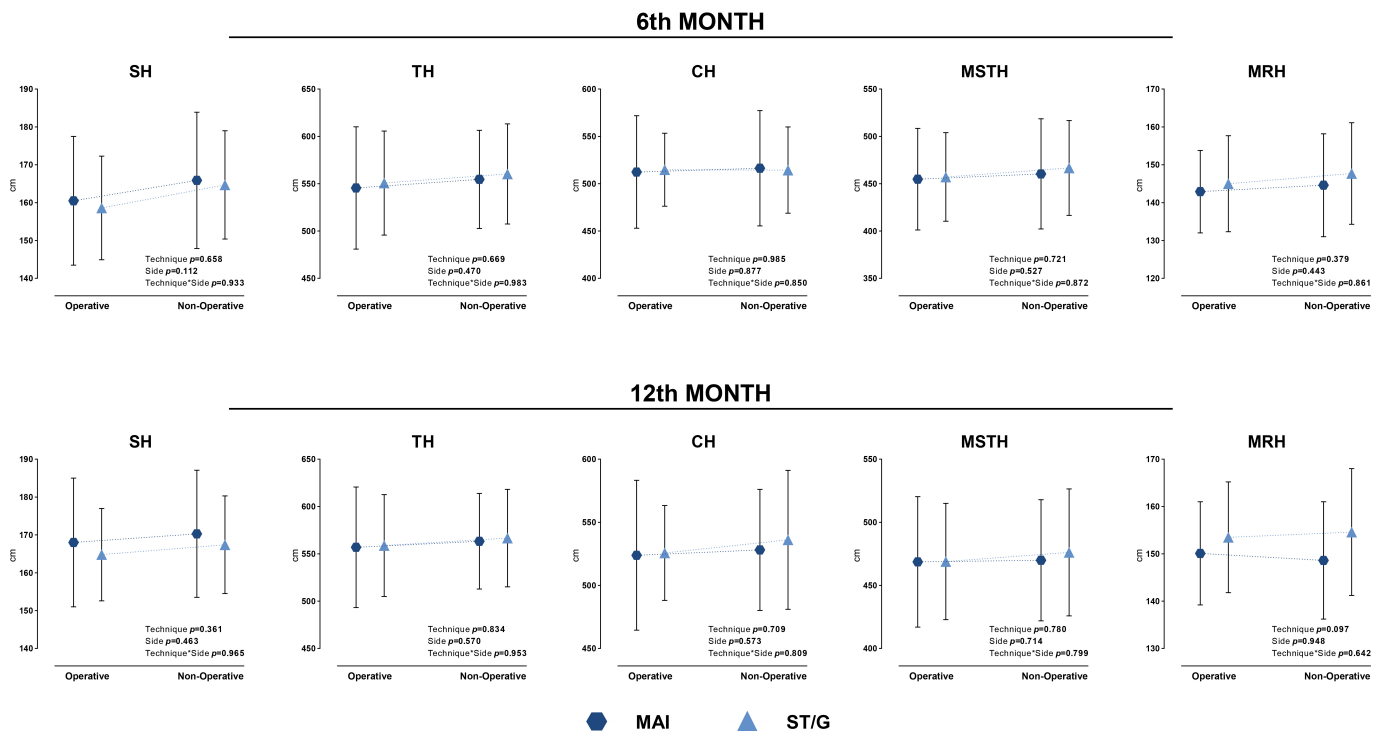 6th MONTH
SH
190
180
170
160
150
140
cm
Technique p=0.658
Side p=0.112
Technique*Side p=0.933
Operative
Non-Operative
TH
650
600
550
500
450
cm
Technique p=0.669
Side p=0.470
Technique*Side p=0.983
Operative
Non-Operative
CH
600
550
500
450
400
cm
Technique p=0.985
Side p=0.877
Technique*Side p=0.850
Operative
Non-Operative
MSTH
550
500
450
400
350
cm
Technique p=0.721
Side p=0.527
Technique*Side p=0.872
Operative
Non-Operative
MRH
170
160
150
140
130
120
cm
Technique p=0.379
Side p=0.443
Technique*Side p=0.861
Operative
Non-Operative
12th MONTH
SH
190
180
170
160
150
140
cm
Technique p=0.361
Side p=0.463
Technique*Side p=0.965
Operative
Non-Operative
TH
650
600
550
500
450
cm
Technique p=0.834
Side p=0.570
Technique*Side p=0.953
Operative
Non-Operative
CH
600
550
500
450
cm
Technique p=0.709
Side p=0.573
Technique*Side p=0.809
Operative
Non-Operative
MSTH
550
500
450
400
cm
Technique p=0.780
Side p=0.714
Technique*Side p=0.799
Operative
Non-Operative
MRH
170
160
150
140
130
cm
Technique p=0.097
Side p=0.948
Technique*Side p=0.642
Operative
Non-Operative
MAI
ST/G